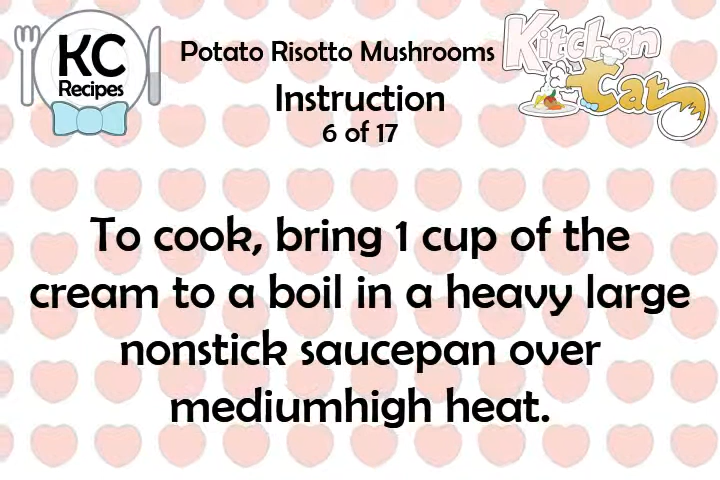 KC
Recipes
Potato Risotto Mushrooms
Kitchen
Cat
Instruction
6 of 17
To cook, bring 1 cup of the
cream to a boil in a heavy large
nonstick saucepan over
mediumhigh heat.